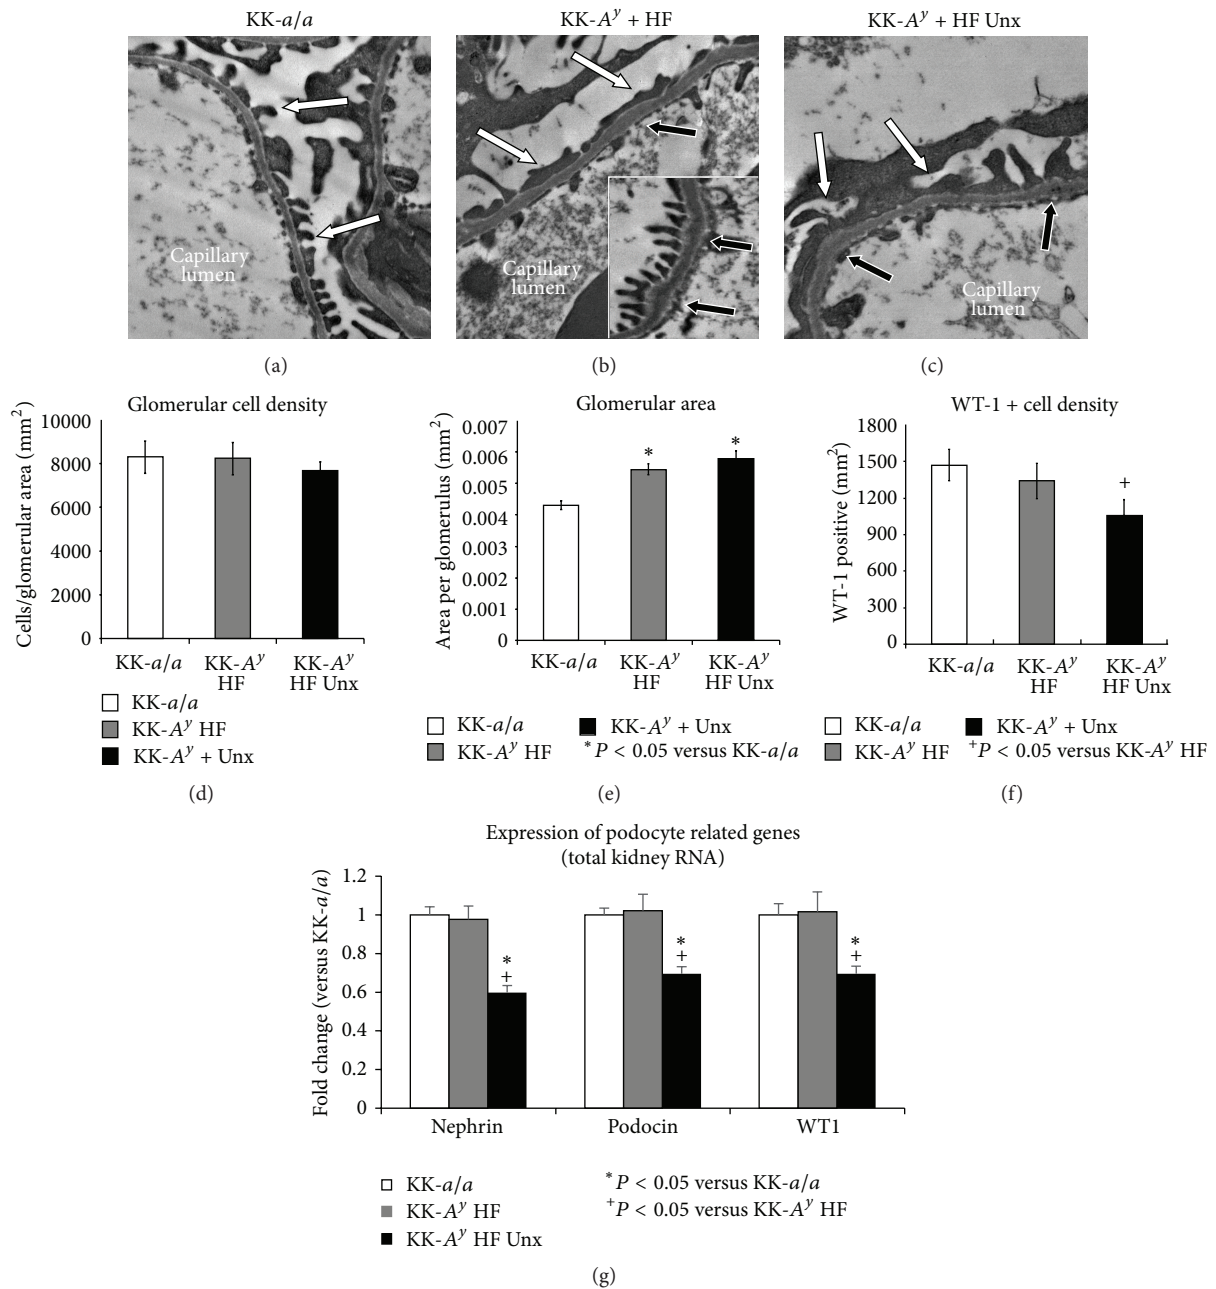 KK-a/a
KK-A^y + HF
KK-A^y + HF Unx
Capillary
lumen
Capillary
lumen
Capillary
lumen
(a)
(b)
(c)
Glomerular cell density
Cells/glomerular area (mm²)
10000
8000
6000
4000
2000
0
KK-a/a
KK-A^y
HF
KK-A^y
HF Unx
KK-a/a
KK-A^y HF
KK-A^y + Unx
(d)
Glomerular area
Area per glomerulus (mm²)
0.007
0.006
0.005
0.004
0.003
0.002
0.001
0
*
*
KK-a/a
KK-A^y
HF
KK-A^y
HF Unx
KK-a/a
KK-A^y HF
KK-A^y + Unx
*P < 0.05 versus KK-a/a
(e)
WT-1 + cell density
WT-1 positive (mm²)
1800
1500
1200
900
600
300
0
+
KK-a/a
KK-A^y
HF
KK-A^y
HF Unx
KK-a/a
KK-A^y HF
KK-A^y + Unx
+P < 0.05 versus KK-A^y HF
(f)
Expression of podocyte related genes
(total kidney RNA)
Fold change (versus KK-a/a)
1.2
1
0.8
0.6
0.4
0.2
0
*
+
*
+
*
+
Nephrin
Podocin
WT1
KK-a/a
KK-A^y HF
KK-A^y HF Unx
*P < 0.05 versus KK-a/a
+P < 0.05 versus KK-A^y HF
(g)